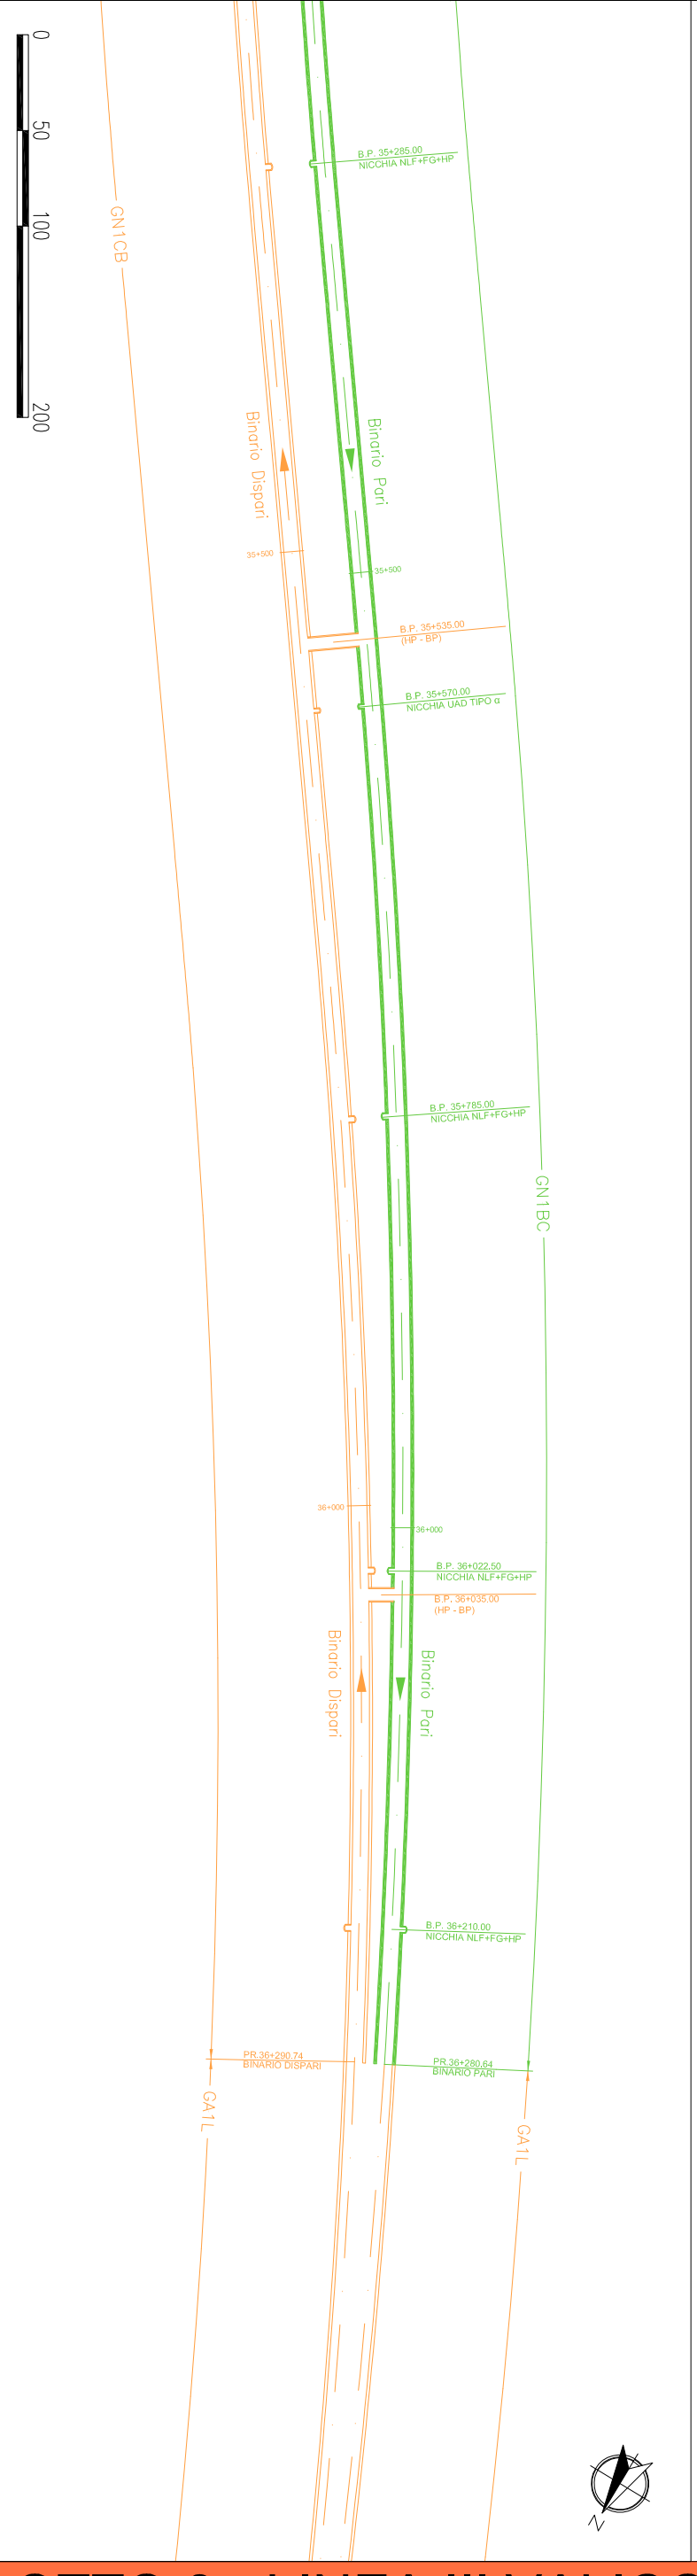 0
50
100
200
B.P. 35+285.00
NICCHIA NLF+FG+HP
GN1CB
Binario Dispari
Binario Pari
35+500
35+500
B.P. 35+535.00
(HP - BP)
B.P. 35+570.00
NICCHIA UAD TIPO α
B.P. 35+785.00
NICCHIA NLF+FG+HP
GN1BC
36+000
36+000
B.P. 36+022.50
NICCHIA NLF+FG+HP
B.P. 36+035.00
(HP - BP)
Binario Dispari
Binario Pari
B.P. 36+210.00
NICCHIA NLF+FG+HP
PR.36+290.74
BINARIO DISPARI
PR.36+280.64
BINARIO PARI
GA1L
GA1L
N